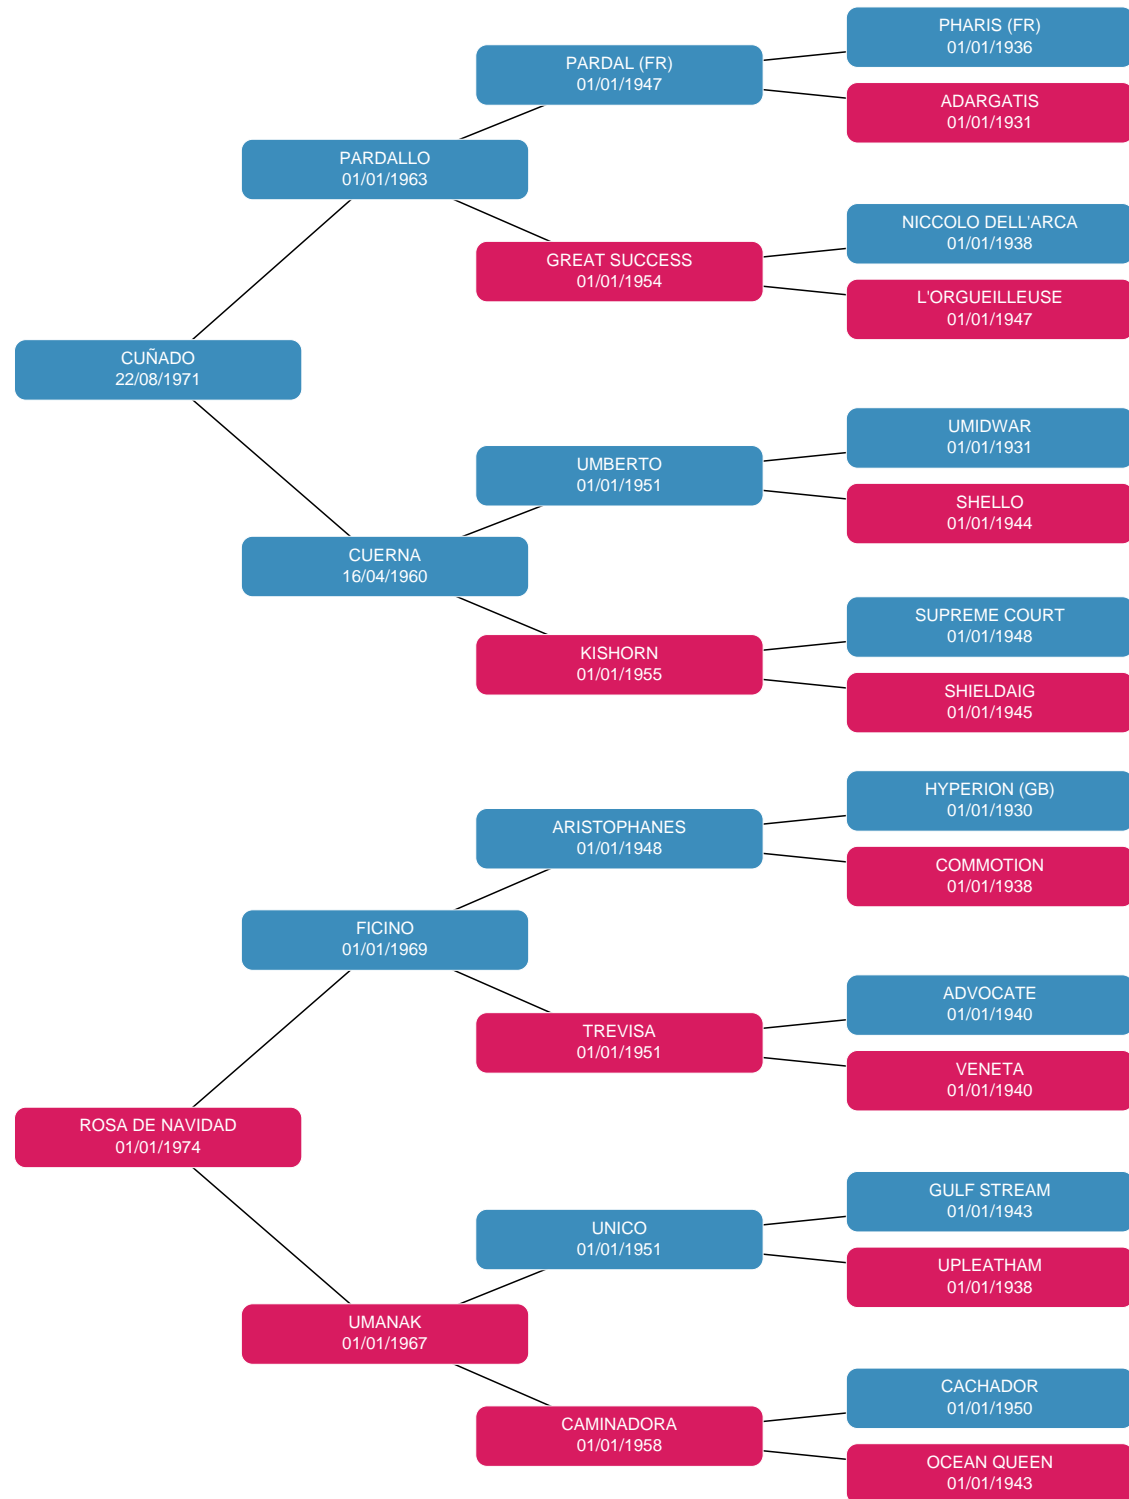 PHARIS (FR)
01/01/1936
PARDAL (FR)
01/01/1947
ADARGATIS
01/01/1931
PARDALLO
01/01/1963
NICCOLO DELL'ARCA
01/01/1938
GREAT SUCCESS
01/01/1954
L'ORGUEILLEUSE
01/01/1947
CUÑADO
22/08/1971
UMIDWAR
01/01/1931
UMBERTO
01/01/1951
SHELLO
01/01/1944
CUERNA
16/04/1960
SUPREME COURT
01/01/1948
KISHORN
01/01/1955
SHIELDAIG
01/01/1945
HYPERION (GB)
01/01/1930
ARISTOPHANES
01/01/1948
COMMOTION
01/01/1938
FICINO
01/01/1969
ADVOCATE
01/01/1940
TREVISA
01/01/1951
VENETA
01/01/1940
ROSA DE NAVIDAD
01/01/1974
GULF STREAM
01/01/1943
UNICO
01/01/1951
UPLEATHAM
01/01/1938
UMANAK
01/01/1967
CACHADOR
01/01/1950
CAMINADORA
01/01/1958
OCEAN QUEEN
01/01/1943